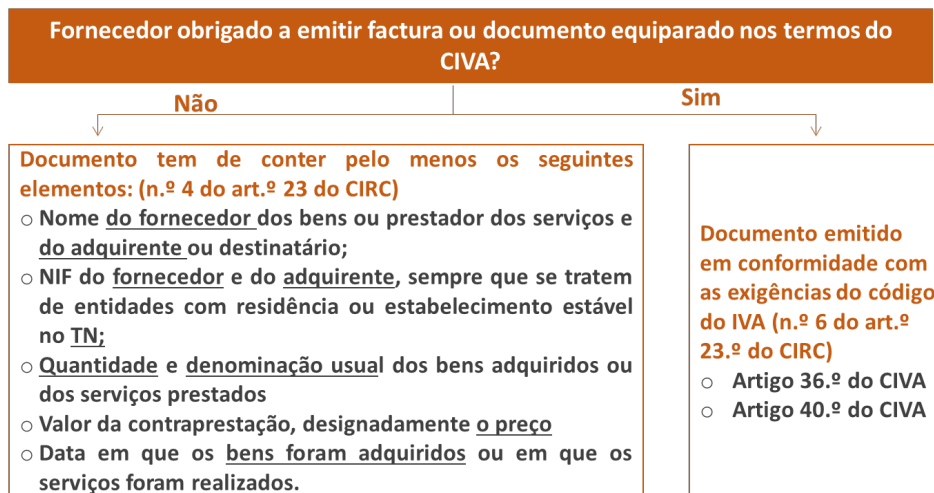 Fornecedor obrigado a emitir factura ou documento equiparado nos termos do
CIVA?
Não
Sim
Documento tem de conter pelo menos os seguintes
elementos: (n.º 4 do art.º 23 do CIRC)
○ Nome do fornecedor dos bens ou prestador dos serviços e
do adquirente ou destinatário;
○ NIF do fornecedor e do adquirente, sempre que se tratem
de entidades com residência ou estabelecimento estável
no TN;
○ Quantidade e denominação usual dos bens adquiridos ou
dos serviços prestados
○ Valor da contraprestação, designadamente o preço
○ Data em que os bens foram adquiridos ou em que os
serviços foram realizados.
Documento emitido
em conformidade com
as exigências do código
do IVA (n.º 6 do art.º
23.º do CIRC)
○ Artigo 36.º do CIVA
○ Artigo 40.º do CIVA